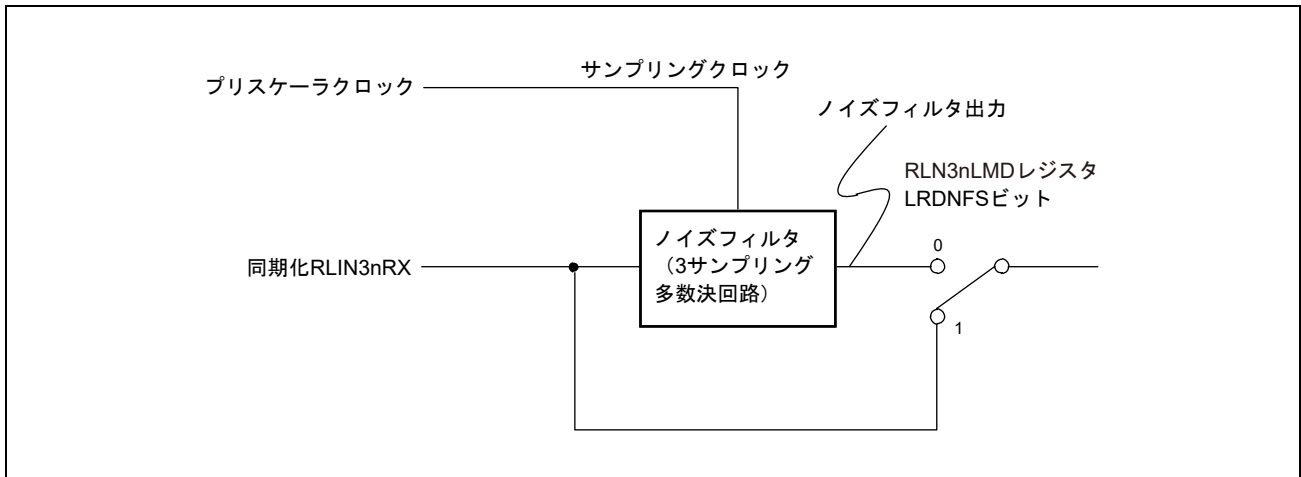 サンプリングクロック
プリスケーラクロック
ノイズフィルタ出力
RLN3nLMDレジスタ
LRDNFSビット
ノイズフィルタ
（3サンプリング
多数決回路）
0
同期化RLIN3nRX
1